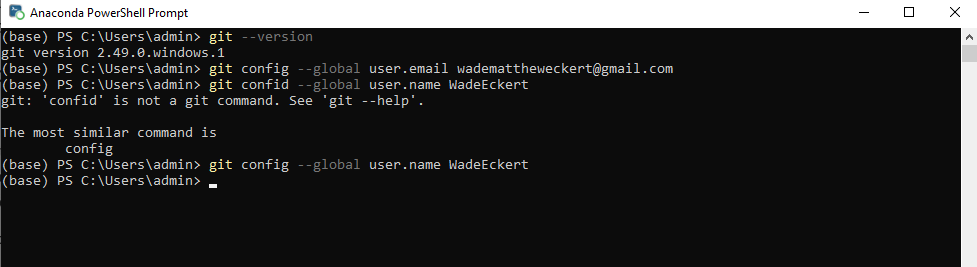 Anaconda PowerShell Prompt
(base) PS C:\Users\admin> git --version
git version 2.49.0.windows.1
(base) PS C:\Users\admin> git config --global user.email wademattheweckert@gmail.com
(base) PS C:\Users\admin> git confid --global user.name WadeEckert
git: 'confid' is not a git command. See 'git --help'.
The most similar command is
config
(base) PS C:\Users\admin> git config --global user.name WadeEckert
(base) PS C:\Users\admin>